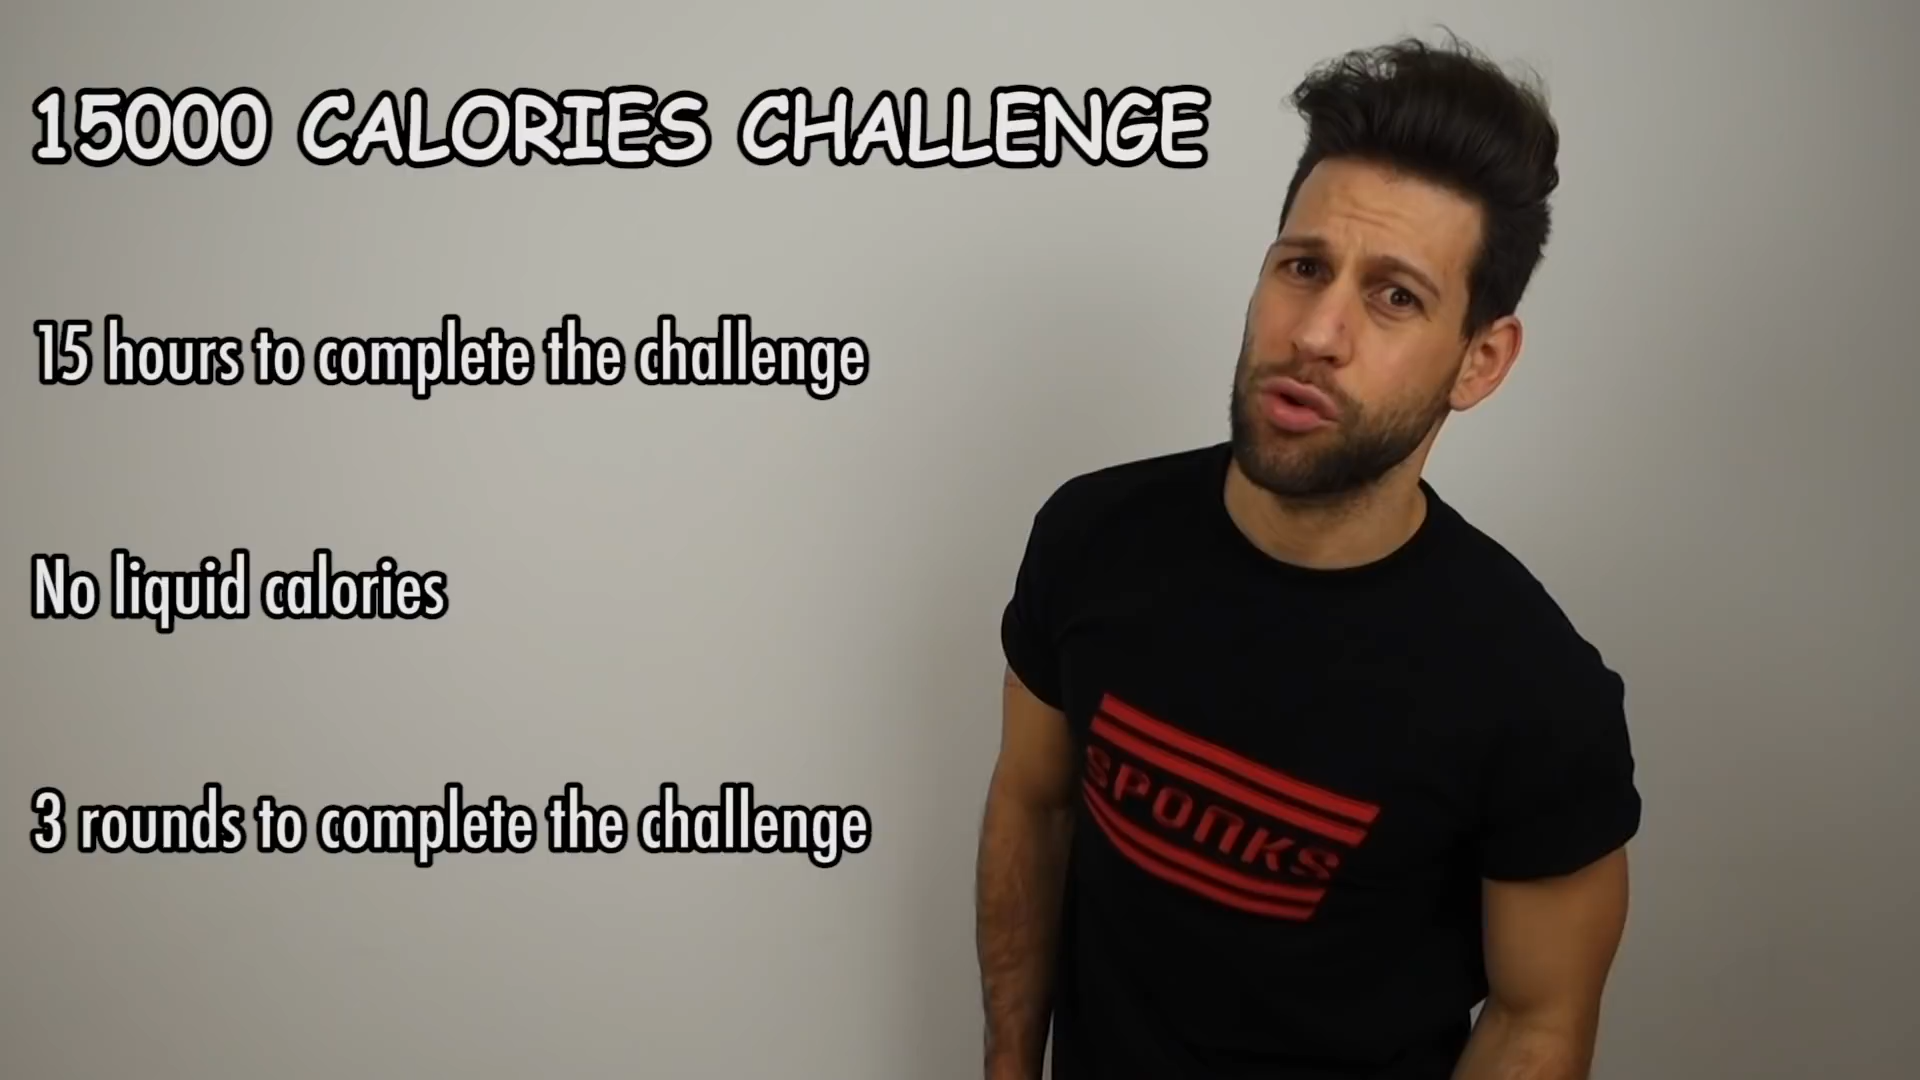 15000 CALORIES CHALLENGE
15 hours to complete the challenge
No liquid calories
3 rounds to complete the challenge
SPONKS